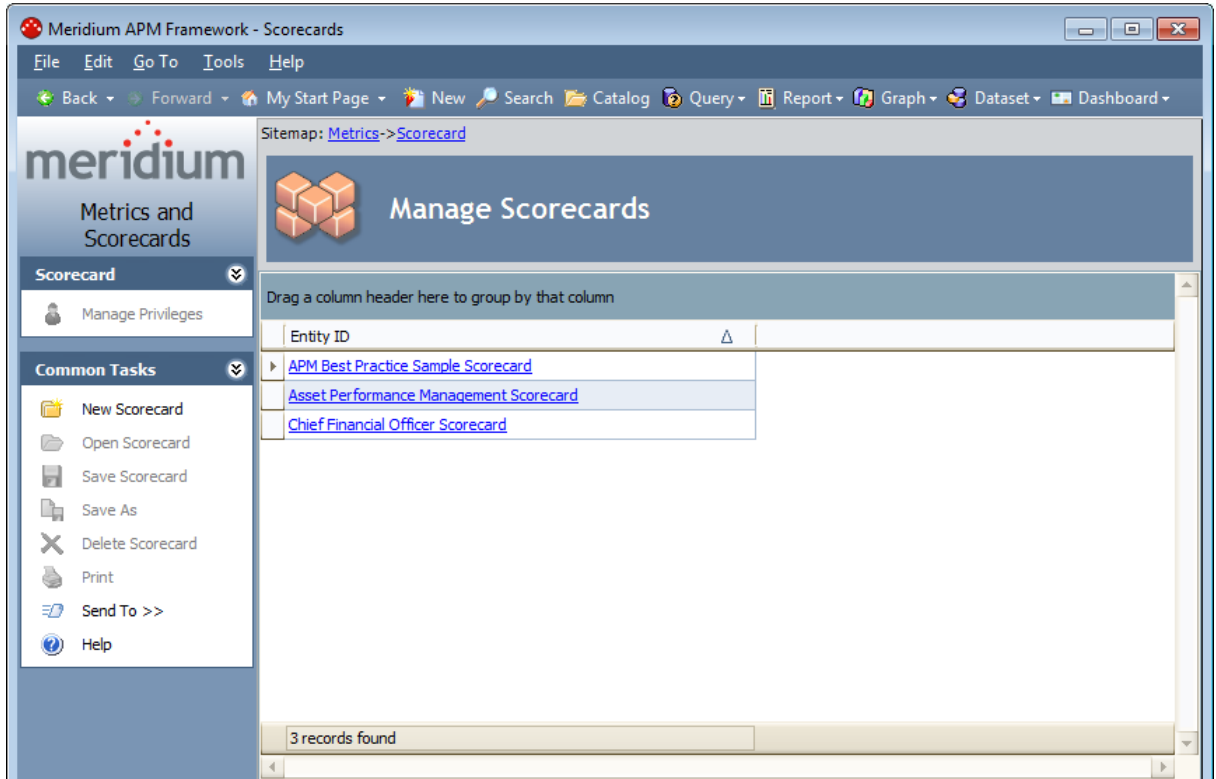 Meridium APM Framework - Scorecards
File Edit Go To Tools Help
Back Forward My Start Page New Search Catalog Query Report Graph Dataset Dashboard
meridium
Metrics and
Scorecards
Scorecard
Manage Privileges
Common Tasks
New Scorecard
Open Scorecard
Save Scorecard
Save As
Delete Scorecard
Print
Send To >>
Help
Sitemap: Metrics->Scorecard
Manage Scorecards
Drag a column header here to group by that column
Entity ID
APM Best Practice Sample Scorecard
Asset Performance Management Scorecard
Chief Financial Officer Scorecard
3 records found